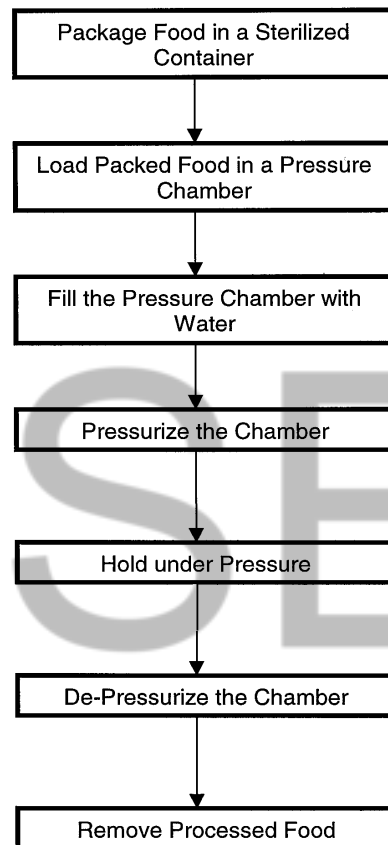 Package Food in a Sterilized
Container
Load Packed Food in a Pressure
Chamber
Fill the Pressure Chamber with
Water
Pressurize the Chamber
Hold under Pressure
De-Pressurize the Chamber
Remove Processed Food
SE